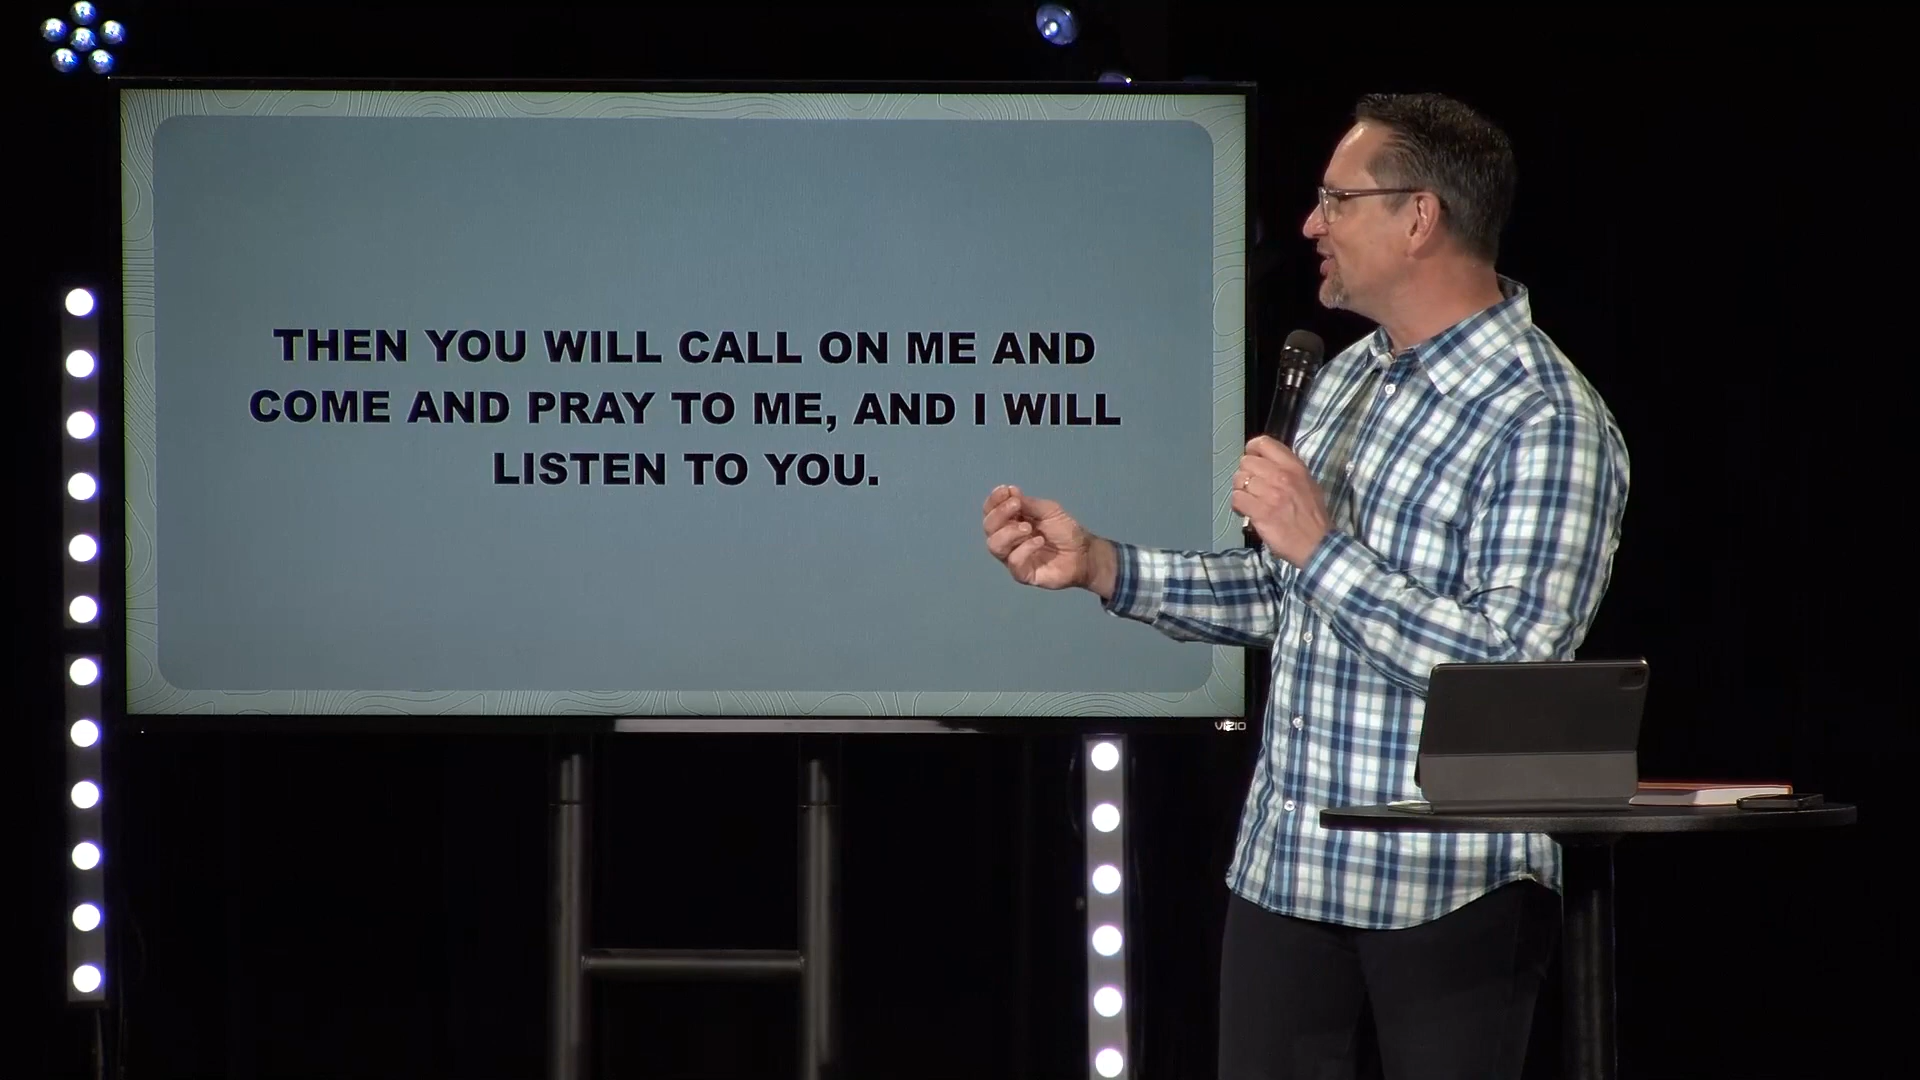 THEN YOU WILL CALL ON ME AND
COME AND PRAY TO ME, AND I WILL
LISTEN TO YOU.
VIZIO